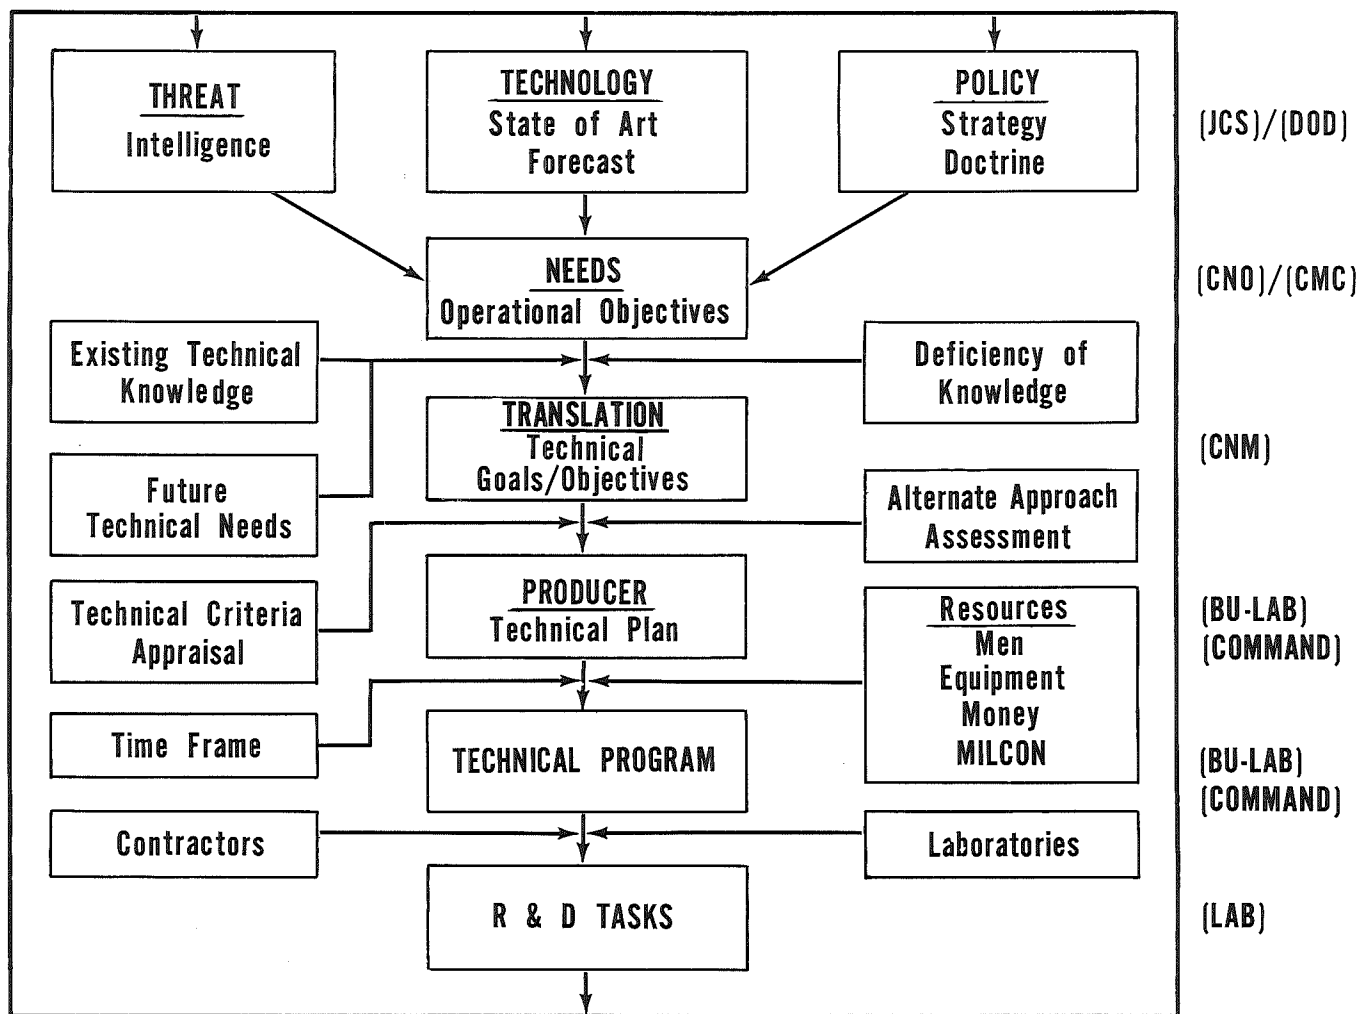 THREAT
Intelligence
TECHNOLOGY
State of Art
Forecast
POLICY
Strategy
Doctrine
(JCS)/(DOD)
NEEDS
Operational Objectives
(CNO)/(CMC)
Existing Technical
Knowledge
Deficiency of
Knowledge
TRANSLATION
Technical
Goals/Objectives
(CNM)
Future
Technical Needs
Alternate Approach
Assessment
Technical Criteria
Appraisal
PRODUCER
Technical Plan
Resources
Men
Equipment
Money
MILCON
(BU-LAB)
(COMMAND)
Time Frame
TECHNICAL PROGRAM
(BU-LAB)
(COMMAND)
Contractors
Laboratories
R & D TASKS
(LAB)